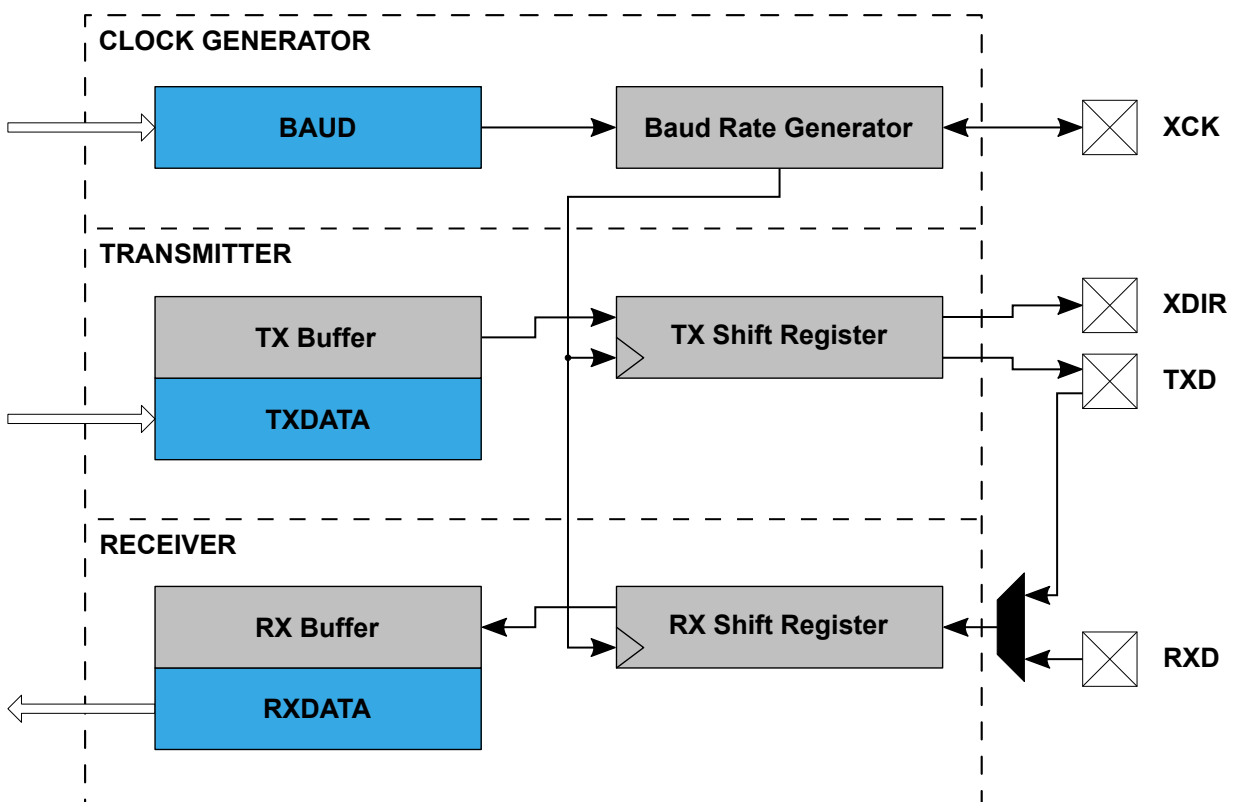 CLOCK GENERATOR
BAUD
Baud Rate Generator
XCK
TRANSMITTER
TX Buffer
TX Shift Register
XDIR
TXD
TXDATA
RECEIVER
RX Buffer
RX Shift Register
RXD
RXDATA